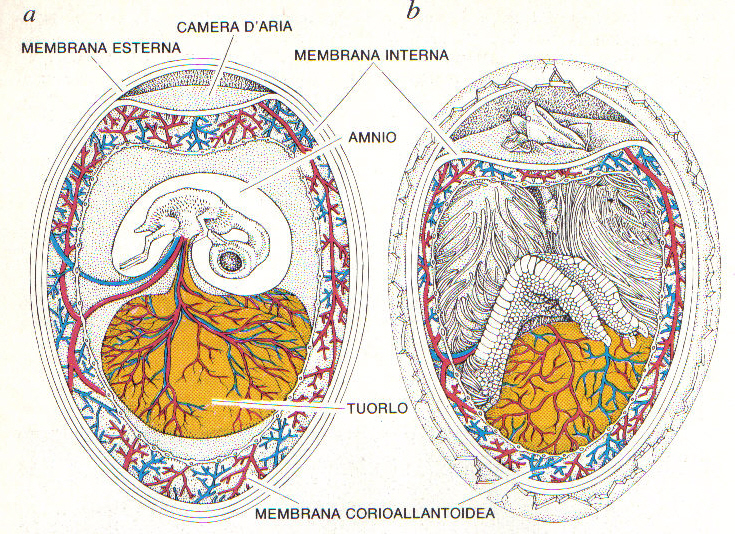 a
b
CAMERA D'ARIA
MEMBRANA ESTERNA
MEMBRANA INTERNA
AMNIO
TUORLO
MEMBRANA CORIOALLANTOIDEA